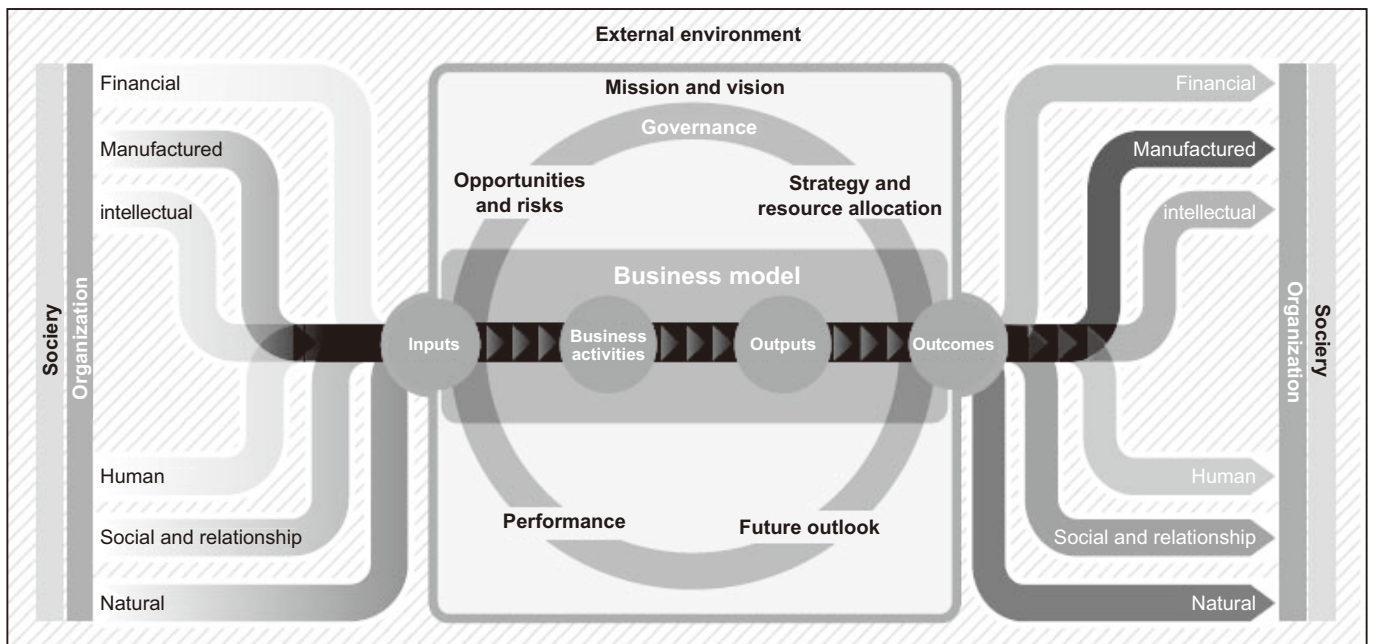 External environment
Sociery
Organization
Financial
Manufactured
intellectual
Human
Social and relationship
Natural
Mission and vision
Governance
Opportunities
and risks
Strategy and
resource allocation
Business model
Inputs
Business
activities
Outputs
Outcomes
Performance
Future outlook
Financial
Manufactured
intellectual
Human
Social and relationship
Natural
Organization
Sociery